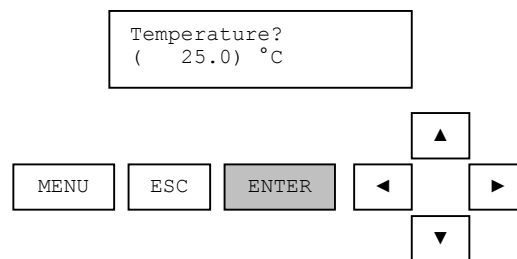 Temperature?
(   25.0) °C
▲
MENU ESC ENTER ◄ ►
▼